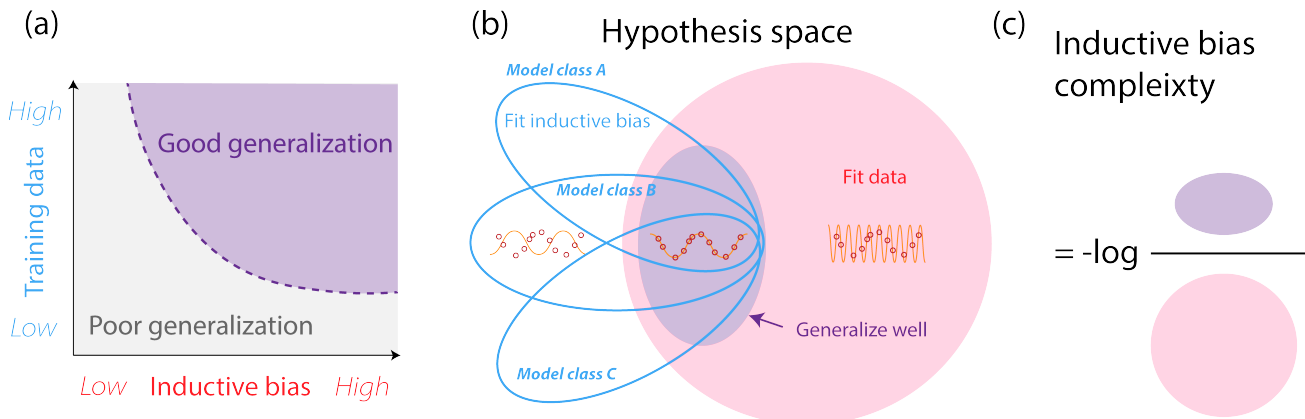 (a)
High
Training data
Low
Good generalization
Poor generalization
Low Inductive bias High
(b)
Hypothesis space
Model class A
Fit inductive bias
Model class B
Fit data
Generalize well
Model class C
(c)
Inductive bias
compleixty
= -log